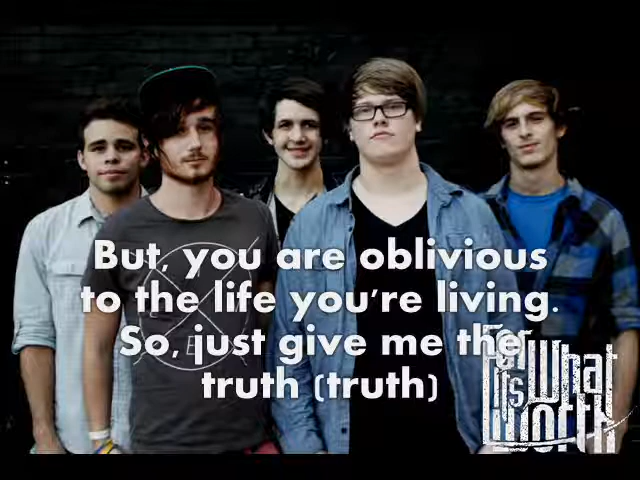 But, you are oblivious
to the life you're living.
So, just give me the
truth (truth)
For
What
it's
Worth